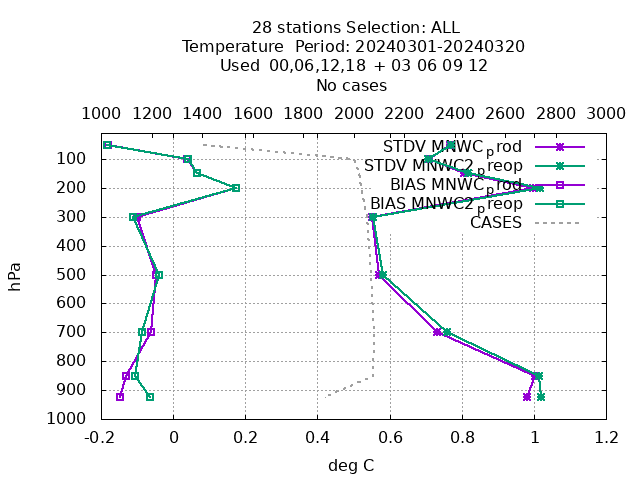 28 stations Selection: ALL
Temperature  Period: 20240301-20240320
Used  00,06,12,18  + 03 06 09 12
No cases
1000 1200 1400 1600 1800 2000 2200 2400 2600 2800 3000
STDV MNWC_prod
STDV MNWC2_preop
BIAS MNWC_prod
BIAS MNWC2_preop
CASES
100
200
300
400
500
600
700
800
900
1000
hPa
-0.2 0 0.2 0.4 0.6 0.8 1 1.2
deg C